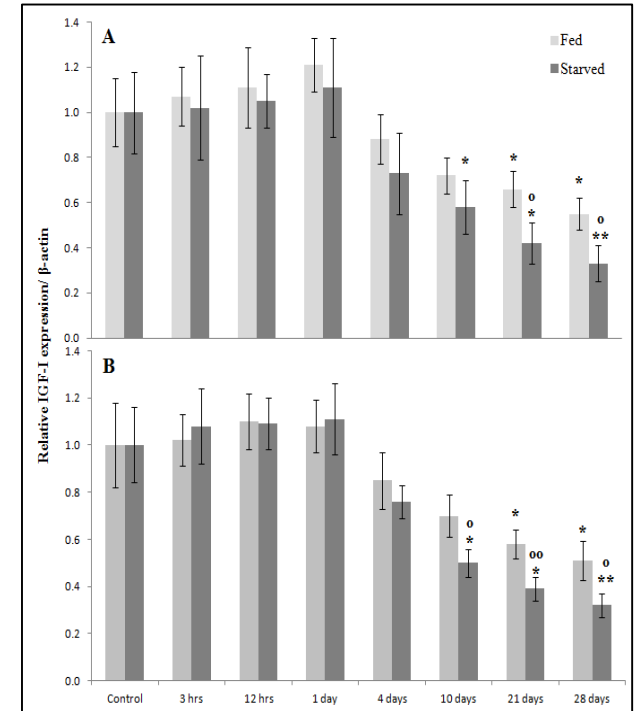 Relative IGF-I expression/ β-actin
A
Fed
Starved
1.4
1.2
1.0
0.8
0.6
0.4
0.2
0.0
* * *
o o
* **
B
1.4
1.2
1.0
0.8
0.6
0.4
0.2
0.0
* *
o oo o
* * **
Control 3 hrs 12 hrs 1 day 4 days 10 days 21 days 28 days